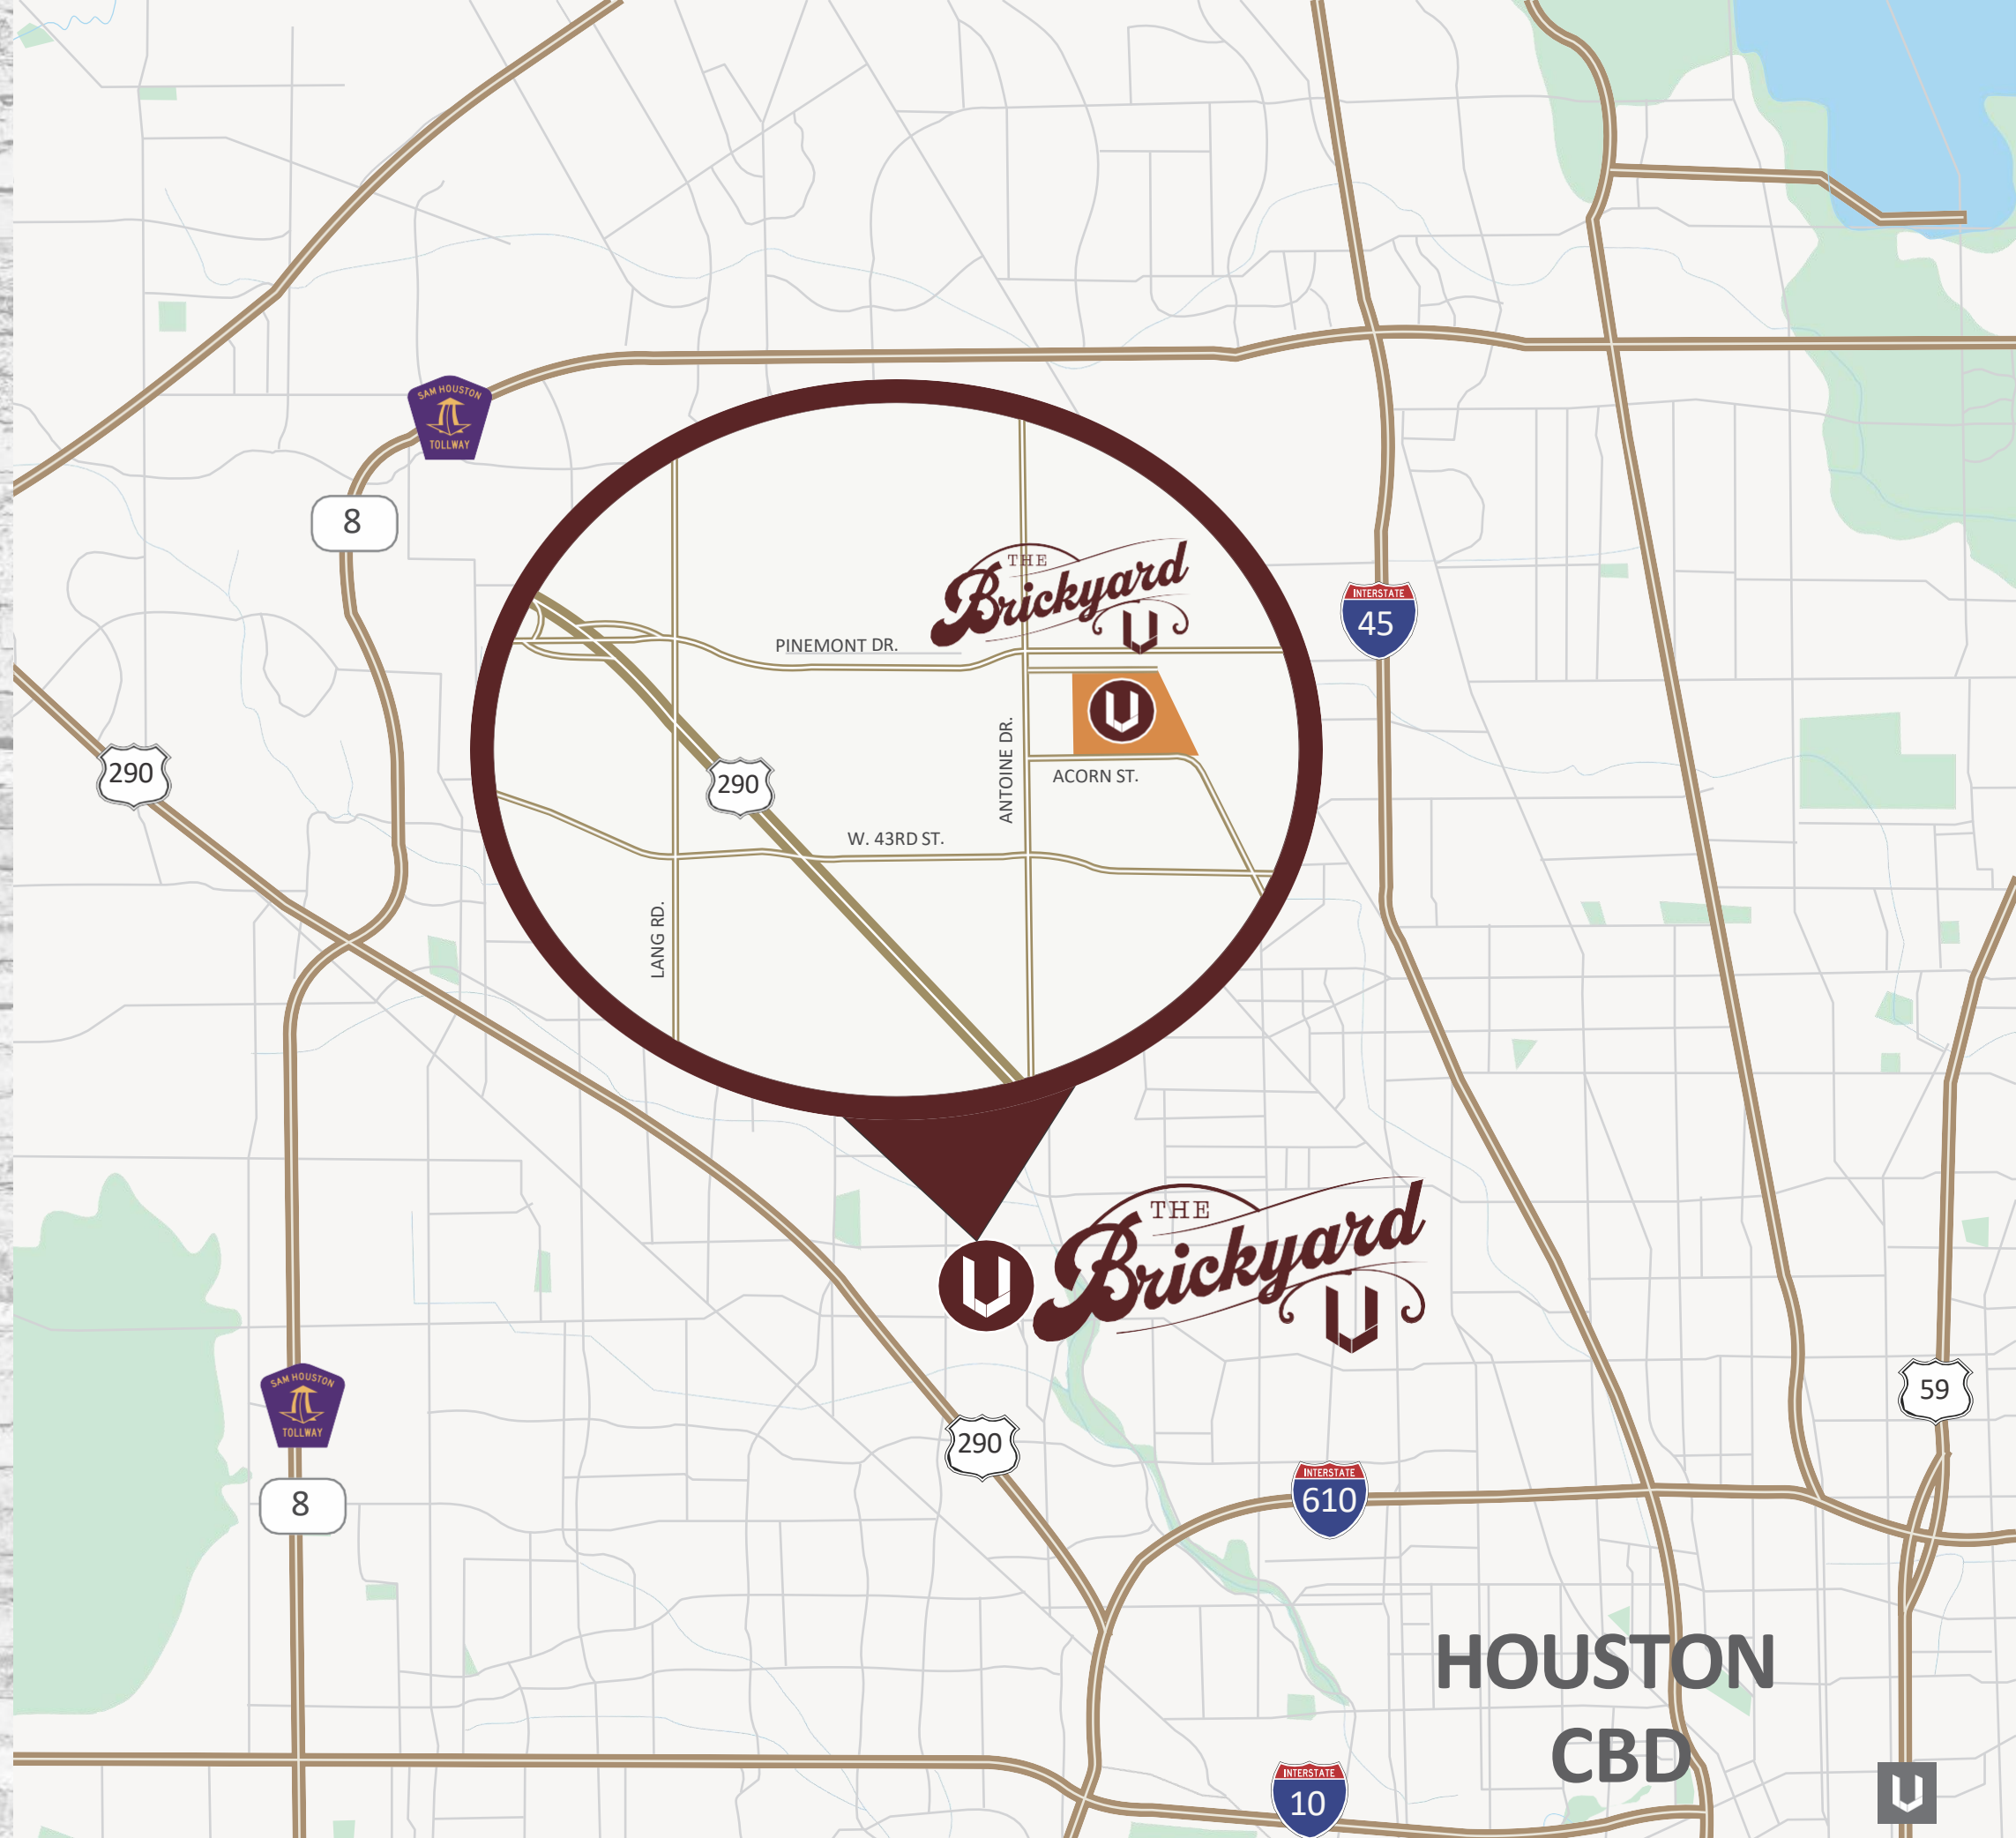 SAM HOUSTON
TOLLWAY
8
THE
Brickyard
INTERSTATE
45
PINEMONT DR.
ANTOINE DR.
290
290
ACORN ST.
W. 43RD ST.
LANG RD.
THE
Brickyard
SAM HOUSTON
TOLLWAY
59
290
INTERSTATE
610
8
HOUSTON
CBD
INTERSTATE
10